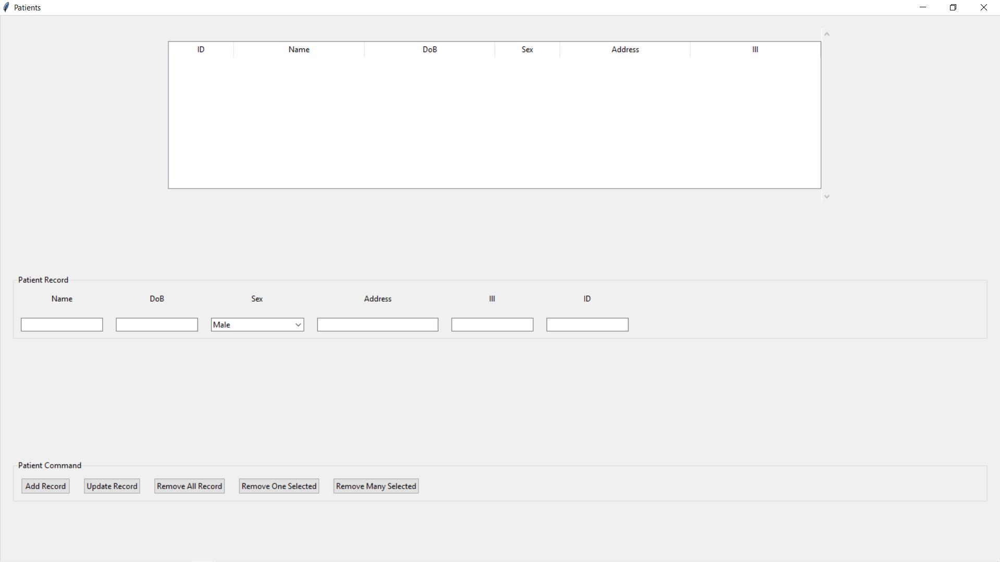 Patients
ID Name DoB Sex Address Ill
Patient Record
Name DoB Sex Address Ill ID
Male
Patient Command
Add Record Update Record Remove All Record Remove One Selected Remove Many Selected